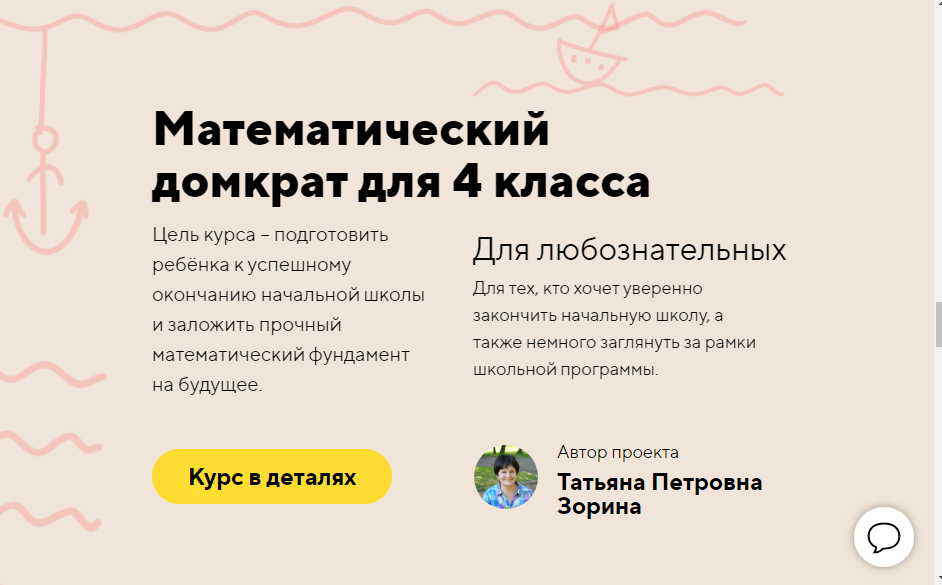 Математический
домкрат для 4 класса
Цель курса – подготовить
ребёнка к успешному
окончанию начальной школы
и заложить прочный
математический фундамент
на будущее.
Для любознательных
Для тех, кто хочет уверенно
закончить начальную школу, а
также немного заглянуть за рамки
школьной программы.
Курс в деталях
Автор проекта
Татьяна Петровна
Зорина